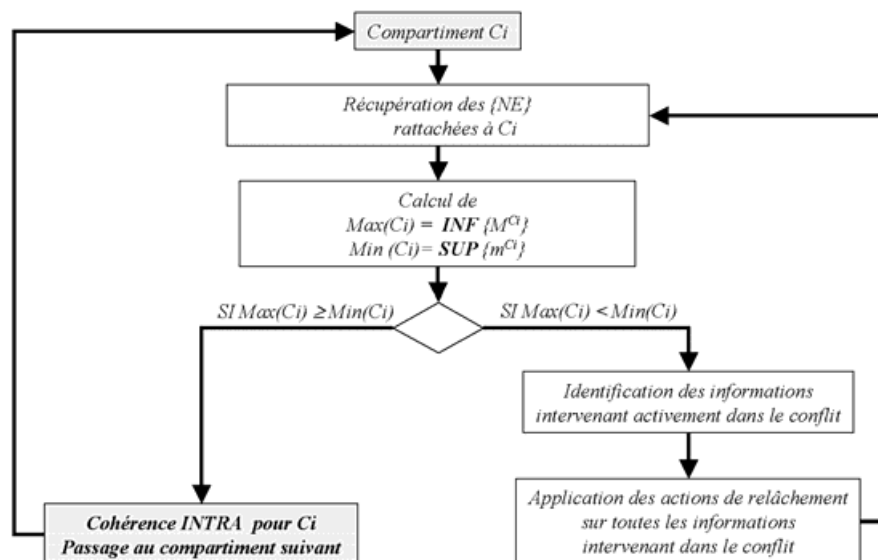 Compartiment Ci
Récupération des {NE}
rattachées à Ci
Calcul de
Max(Ci) = INF {M^Ci}
Min (Ci)= SUP {m^Ci}
SI Max(Ci) ≥Min(Ci)
SI Max(Ci) < Min(Ci)
Identification des informations
intervenant activement dans le conflit
Application des actions de relâchement
sur toutes les informations
intervenant dans le conflit
Cohérence INTRA pour Ci
Passage au compartiment suivant